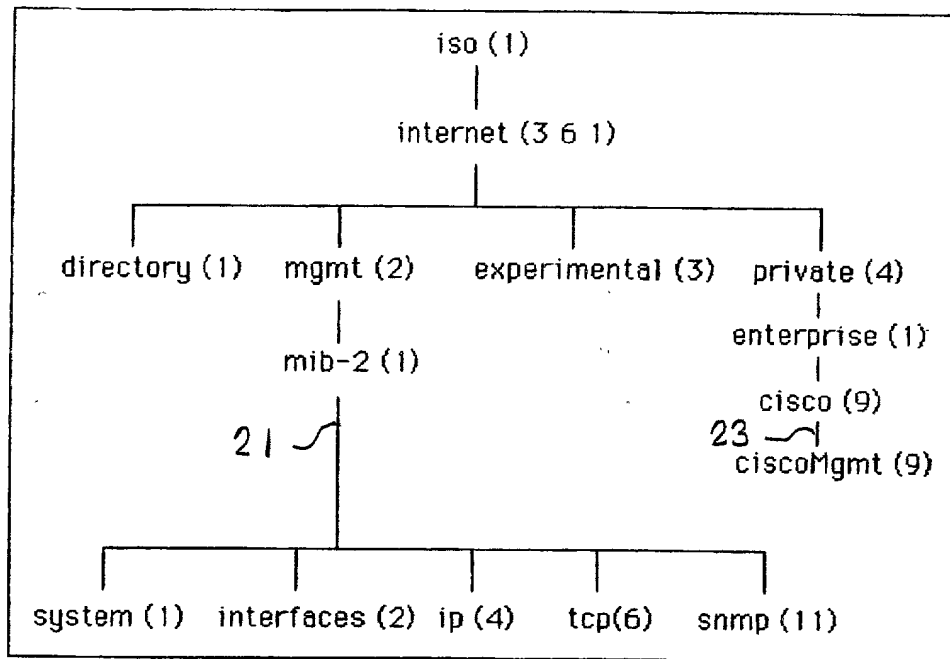 iso (1)
internet (3 6 1)
directory (1) mgmt (2) experimental (3) private (4)
enterprise (1)
mib-2 (1)
cisco (9)
21 23
ciscoMgmt (9)
system (1) interfaces (2) ip (4) tcp(6) snmp (11)